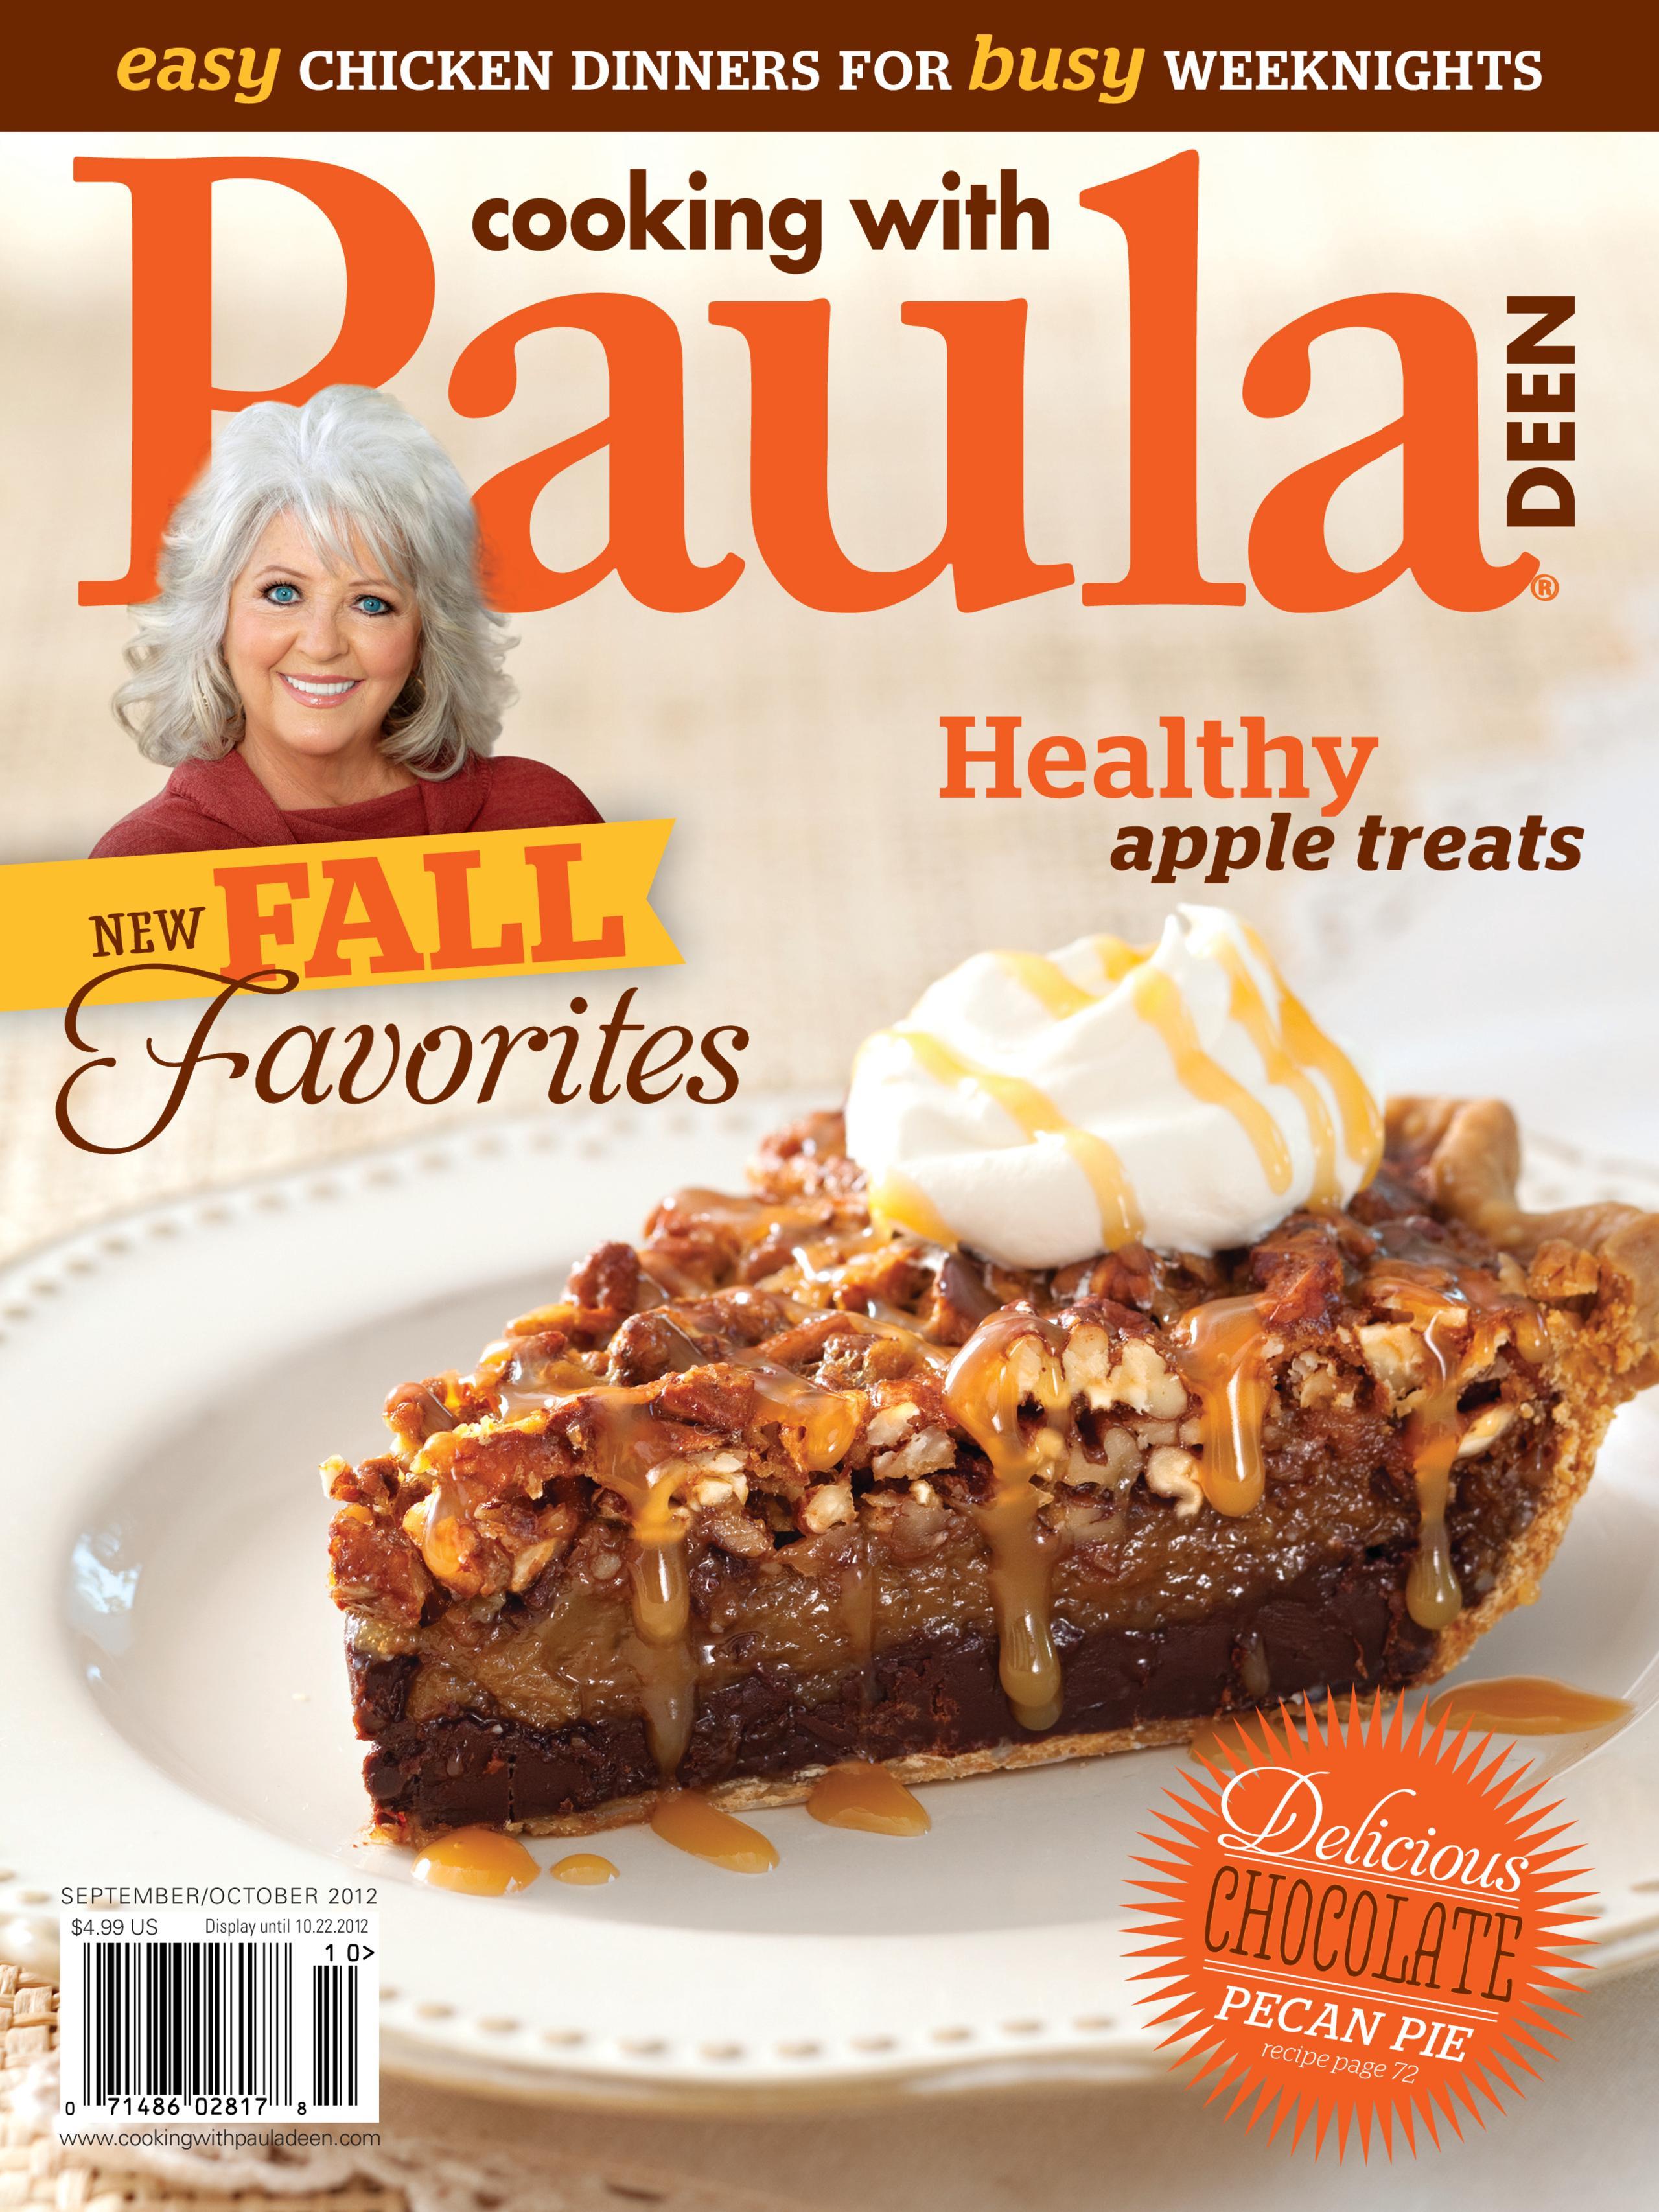 easy CHICKEN DINNERS FOR busy WEEKNIGHTS
cooking with
Paula
DEEN
®
Healthy
apple treats
NEW FALL
Favorites
Delicious
CHOCOLATE
PECAN PIE
recipe page 72
SEPTEMBER/OCTOBER 2012
$4.99 US Display until 10.22.2012
1 0>
0 71486 02817 8
www.cookingwithpauladeen.com